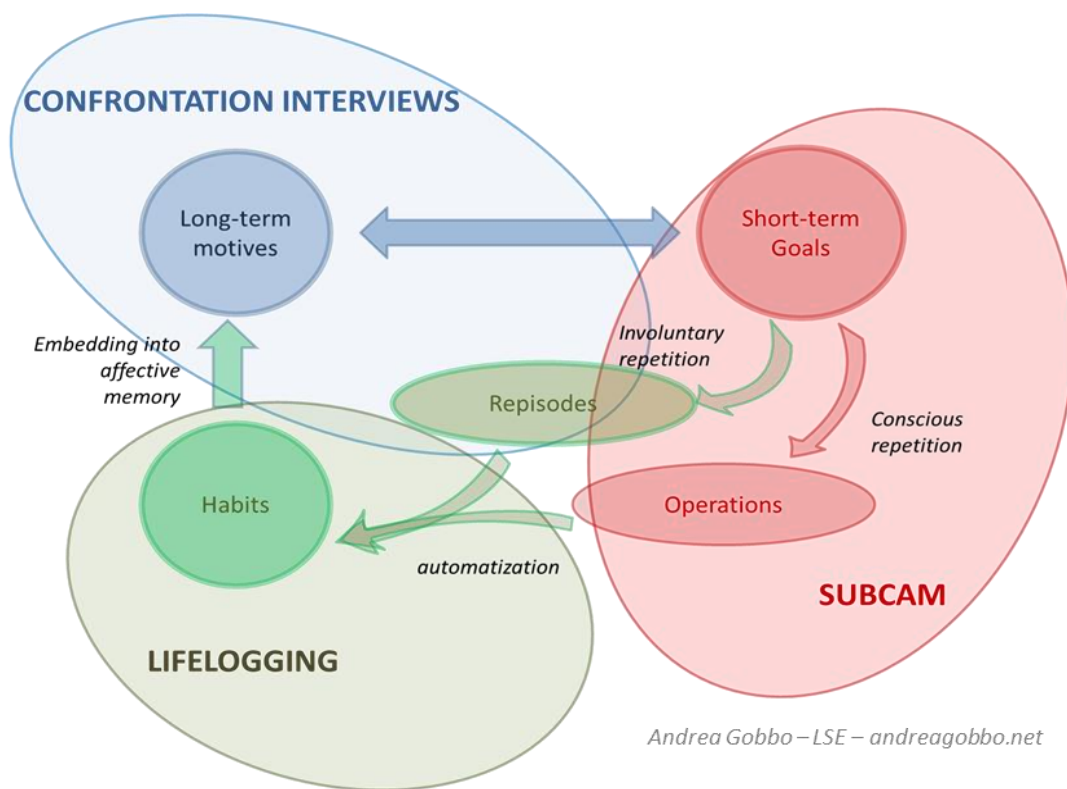 CONFRONTATION INTERVIEWS
Long-term
motives
Short-term
Goals
Embedding into
affective
memory
Involuntary
repetition
Repisodes
Conscious
repetition
Habits
Operations
automatization
SUBCAM
LIFELOGGING
Andrea Gobbo – LSE – andreagobbo.net